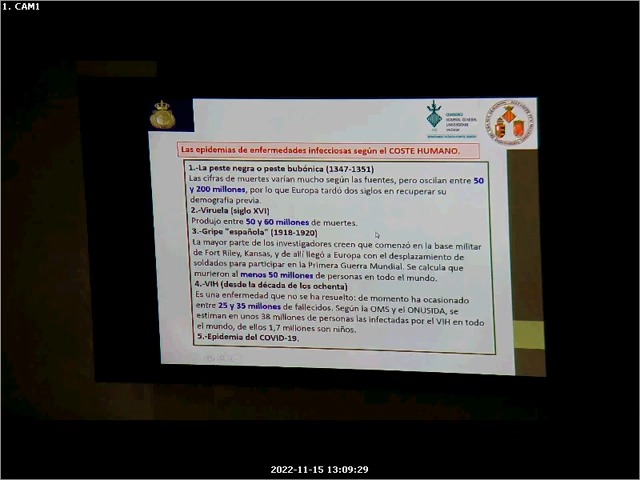 1. CAM1
CONSORCI
HOSPITAL GENERAL
UNIVERSITARI
VALÈNCIA
Las epidemias de enfermedades infecciosas según el COSTE HUMANO.
1.-La peste negra o peste bubónica (1347-1351)
Las cifras de muertes varían mucho según las fuentes, pero oscilan entre 50
y 200 millones, por lo que Europa tardó dos siglos en recuperar su
demografía previa.
2.-Viruela (siglo XVI)
Produjo entre 50 y 60 millones de muertes.
3.-Gripe "española" (1918-1920)
La mayor parte de los investigadores creen que comenzó en la base militar
de Fort Riley, Kansas, y de allí llegó a Europa con el desplazamiento de
soldados para participar en la Primera Guerra Mundial. Se calcula que
murieron al menos 50 millones de personas en todo el mundo.
4.-VIH (desde la década de los ochenta)
Es una enfermedad que no se ha resuelto: de momento ha ocasionado
entre 25 y 35 millones de fallecidos. Según la OMS y el ONUSIDA, se
estiman en unos 38 millones de personas las infectadas por el VIH en todo
el mundo, de ellos 1,7 millones son niños.
5.-Epidemia del COVID-19.
2022-11-15 13:09:29